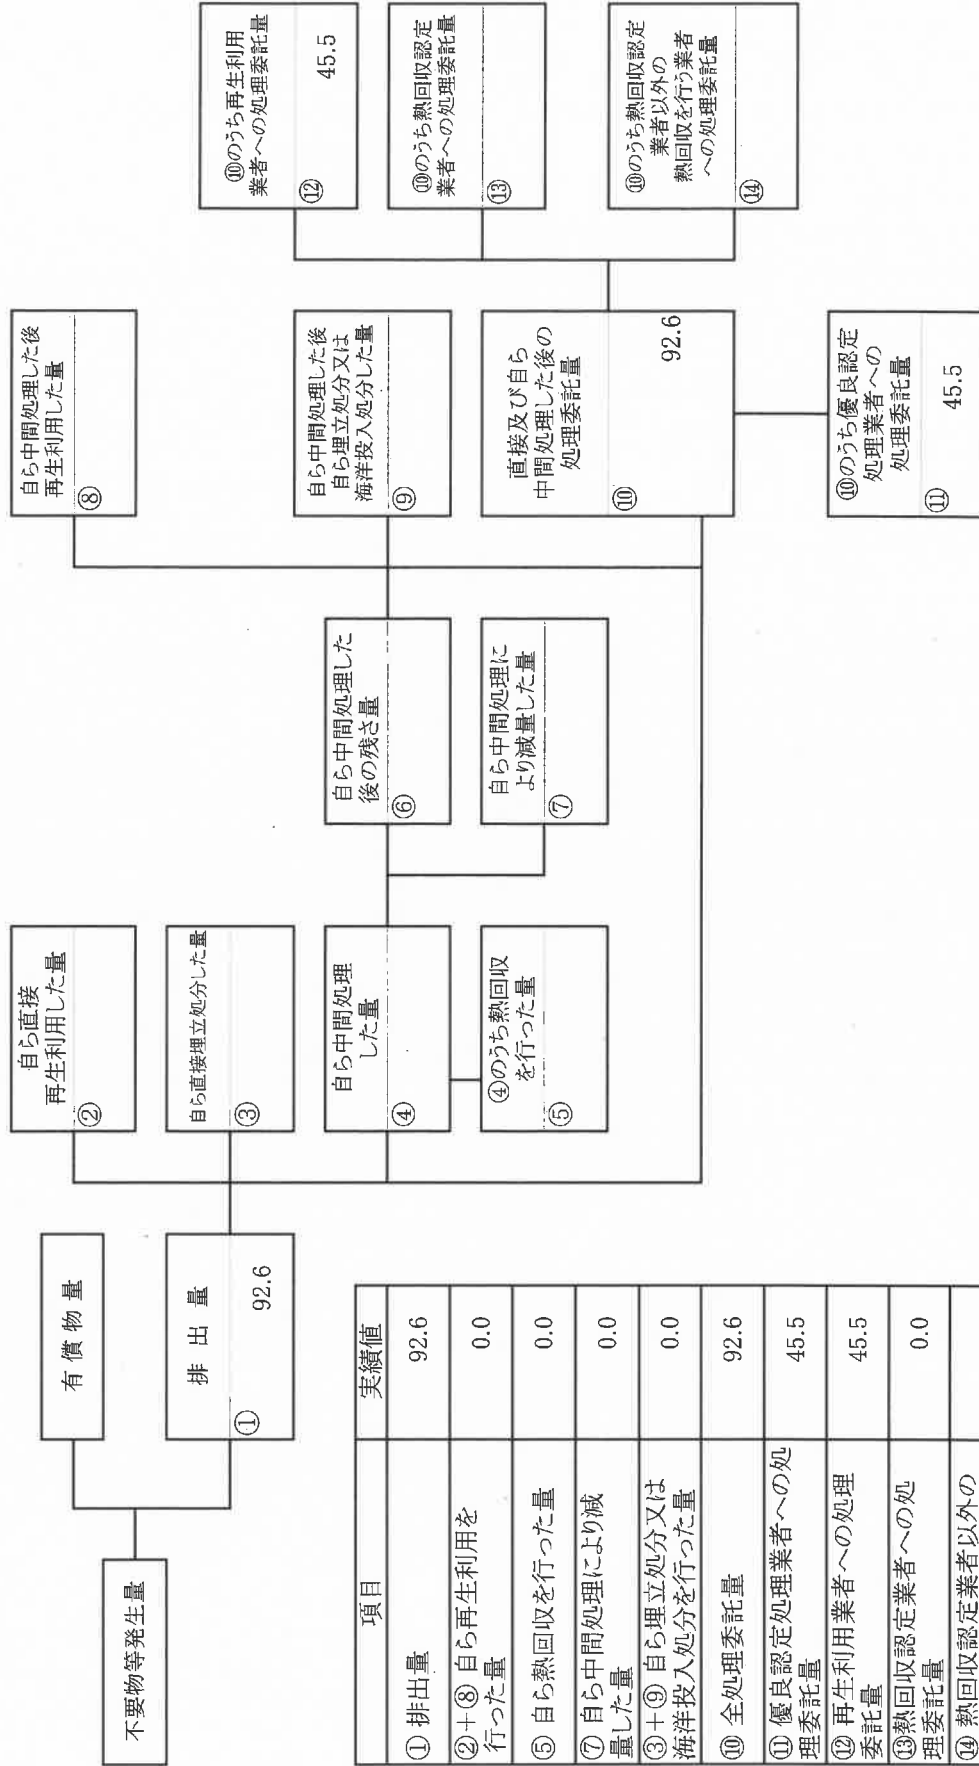 不要物等発生量
有償物量
排出量
①
92.6
自ら直接
再生利用した量
②
自ら直接埋立処分した量
③
自ら中間処理
した量
④
④のうち熱回収
を行った量
⑤
自ら中間処理した
後の残さ量
⑥
自ら中間処理に
より減量した量
⑦
自ら中間処理した後
再生利用した量
⑧
自ら中間処理した後
自ら埋立処分又は
海洋投入処分した量
⑨
直接及び自ら
中間処理した後の
処理委託量
⑩
92.6
⑩のうち優良認定
処理業者への
処理委託量
⑪
45.5
⑩のうち再生利用
業者への処理委託量
⑫
45.5
⑩のうち熱回収認定
業者への処理委託量
⑬
⑩のうち熱回収認定
業者以外の
熱回収を行う業者
への処理委託量
⑭
項目 実績値
①排出量 92.6
②+⑧ 自ら再生利用を
行った量 0.0
⑤ 自ら熱回収を行った量 0.0
⑦ 自ら中間処理により減
量した量 0.0
③+⑨ 自ら埋立処分又は
海洋投入処分を行った量 0.0
⑩ 全処理委託量 92.6
⑪ 優良認定処理業者への処
理委託量 45.5
⑫ 再生利用業者への処理
委託量 45.5
⑬熱回収認定業者への処
理委託量 0.0
⑭ 熱回収認定業者以外の